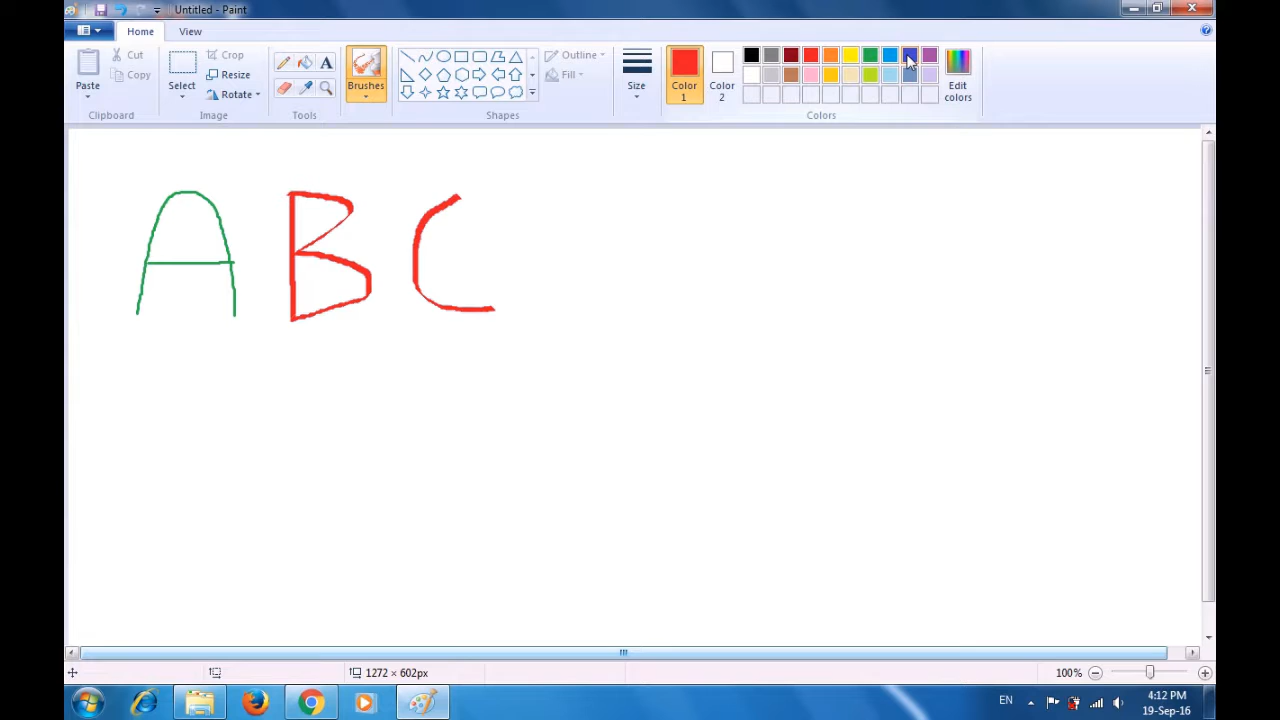 Untitled - Paint
Home View
Paste
Cut
Copy
Clipboard
Select
Crop
Resize
Rotate
Image
A
Tools
Brushes
Outline
Fill
Shapes
Size
Color 1
Color 2
Edit colors
Colors
A B C
1272 × 602px
100%
EN
4:12 PM
19-Sep-16